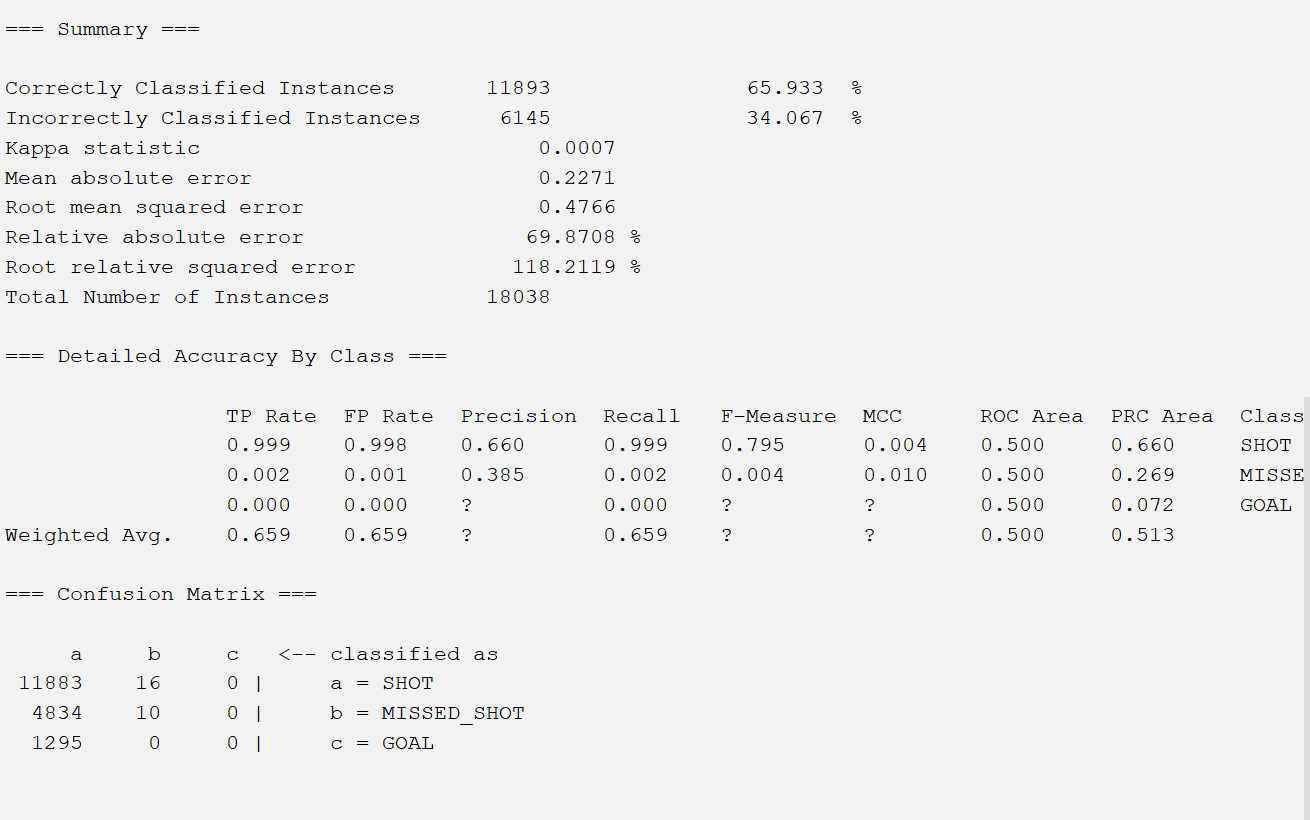 === Summary ===
Correctly Classified Instances 11893 65.933 %
Incorrectly Classified Instances 6145 34.067 %
Kappa statistic 0.0007
Mean absolute error 0.2271
Root mean squared error 0.4766
Relative absolute error 69.8708 %
Root relative squared error 118.2119 %
Total Number of Instances 18038
=== Detailed Accuracy By Class ===
TP Rate FP Rate Precision Recall F-Measure MCC ROC Area PRC Area Class
0.999 0.998 0.660 0.999 0.795 0.004 0.500 0.660 SHOT
0.002 0.001 0.385 0.002 0.004 0.010 0.500 0.269 MISSE
0.000 0.000 ? 0.000 ? ? 0.500 0.072 GOAL
Weighted Avg. 0.659 0.659 ? 0.659 ? ? 0.500 0.513
=== Confusion Matrix ===
a b c <-- classified as
11883 16 0 | a = SHOT
4834 10 0 | b = MISSED_SHOT
1295 0 0 | c = GOAL